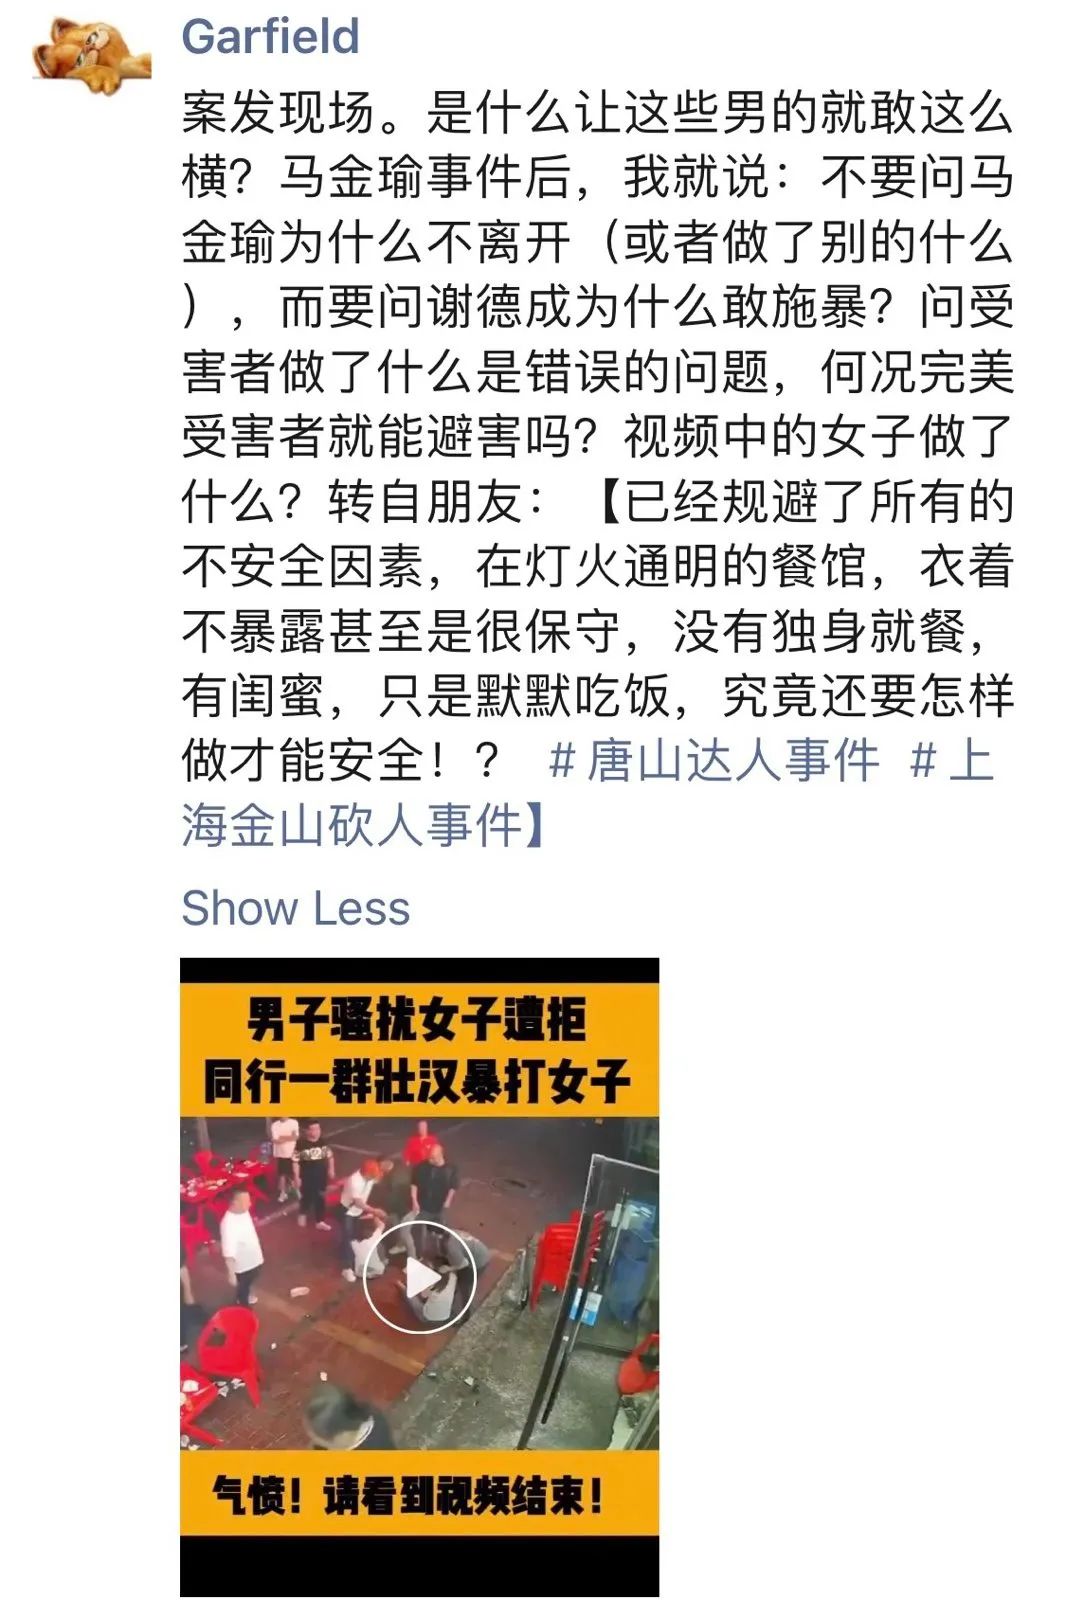 Garfield
案发现场。是什么让这些男的就敢这么
横？马金瑜事件后，我就说：不要问马
金瑜为什么不离开（或者做了别的什么
），而要问谢德成为什么敢施暴？问受
害者做了什么是错误的问题，何况完美
受害者就能避害吗？视频中的女子做了
什么？转自朋友：【已经规避了所有的
不安全因素，在灯火通明的餐馆，衣着
不暴露甚至是很保守，没有独身就餐，
有闺蜜，只是默默吃饭，究竟还要怎样
做才能安全！？ #唐山达人事件 #上
海金山砍人事件】
Show Less
男子骚扰女子遭拒
同行一群壮汉暴打女子
气愤！请看到视频结束！